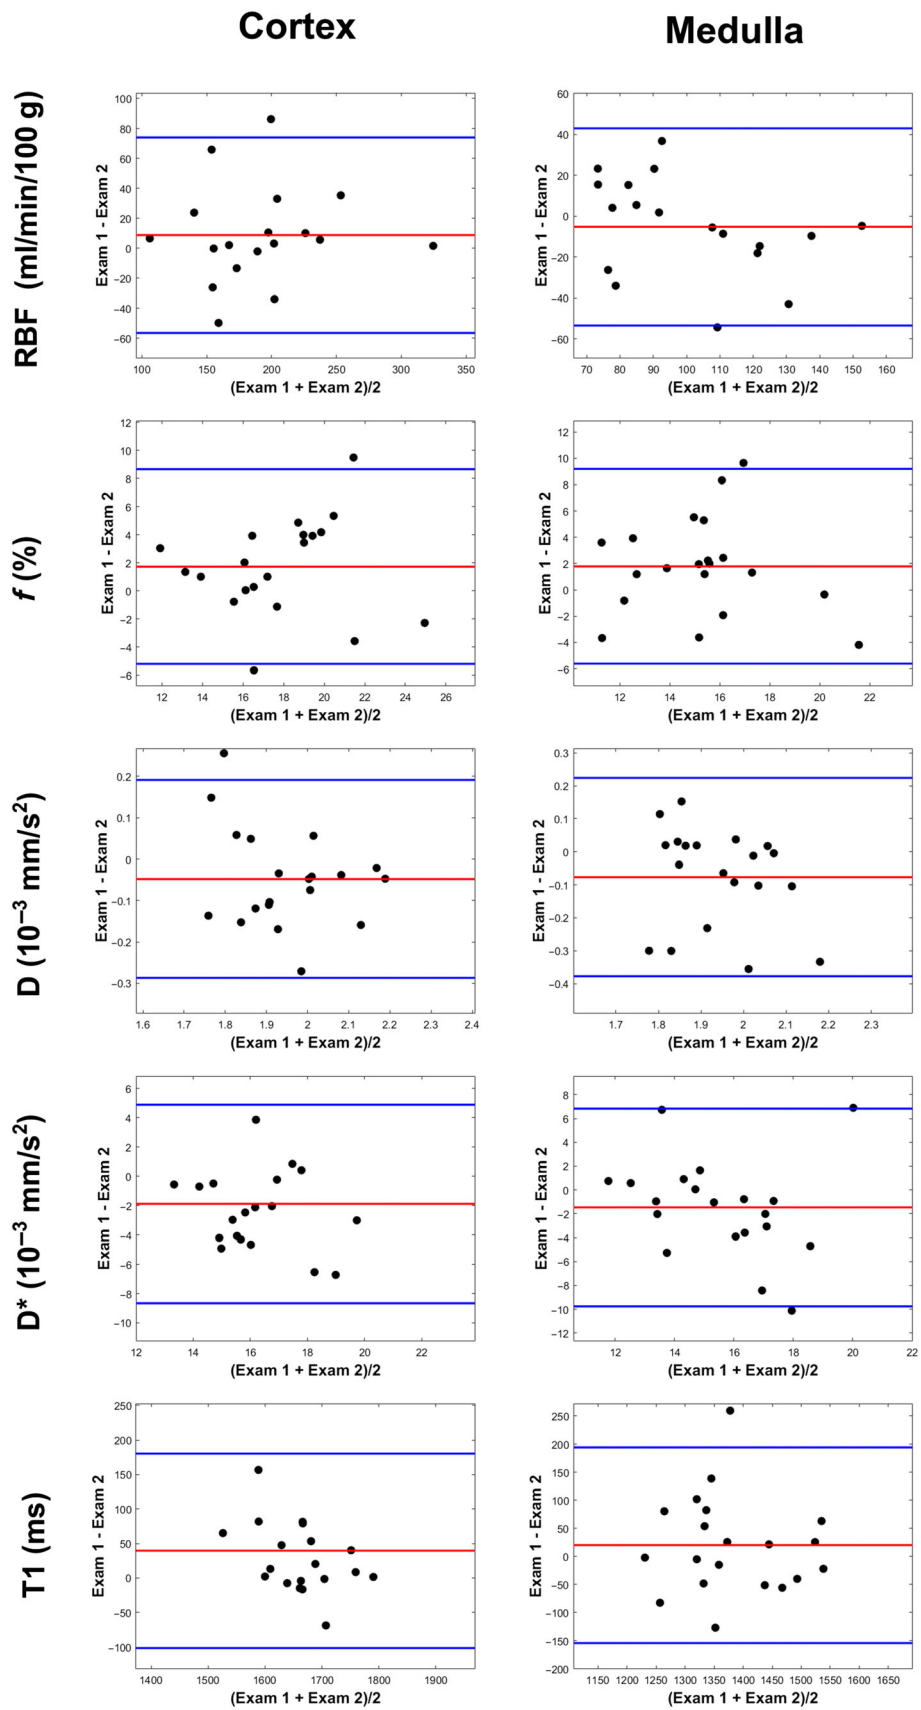 Cortex
Medulla
RBF (ml/min/100 g)
Exam 1 - Exam 2
100
80
60
40
20
0
−20
−40
−60
100 150 200 250 300 350
(Exam 1 + Exam 2)/2
Exam 1 - Exam 2
60
40
20
0
−20
−40
−60
70 80 90 100 110 120 130 140 150 160
(Exam 1 + Exam 2)/2
f (%)
Exam 1 - Exam 2
12
10
8
6
4
2
0
−2
−4
−6
12 14 16 18 20 22 24 26
(Exam 1 + Exam 2)/2
Exam 1 - Exam 2
12
10
8
6
4
2
0
−2
−4
−6
12 14 16 18 20 22
(Exam 1 + Exam 2)/2
D (10⁻³ mm/s²)
Exam 1 - Exam 2
0.2
0.1
0
−0.1
−0.2
−0.3
1.6 1.7 1.8 1.9 2 2.1 2.2 2.3 2.4
(Exam 1 + Exam 2)/2
Exam 1 - Exam 2
0.3
0.2
0.1
0
−0.1
−0.2
−0.3
−0.4
1.7 1.8 1.9 2 2.1 2.2 2.3
(Exam 1 + Exam 2)/2
D* (10⁻³ mm/s²)
Exam 1 - Exam 2
6
4
2
0
−2
−4
−6
−8
−10
12 14 16 18 20 22
(Exam 1 + Exam 2)/2
Exam 1 - Exam 2
8
6
4
2
0
−2
−4
−6
−8
−10
−12
12 14 16 18 20 22
(Exam 1 + Exam 2)/2
T1 (ms)
Exam 1 - Exam 2
250
200
150
100
50
0
−50
−100
1400 1500 1600 1700 1800 1900
(Exam 1 + Exam 2)/2
Exam 1 - Exam 2
250
200
150
100
50
0
−50
−100
−150
−200
1150 1200 1250 1300 1350 1400 1450 1500 1550 1600 1650
(Exam 1 + Exam 2)/2